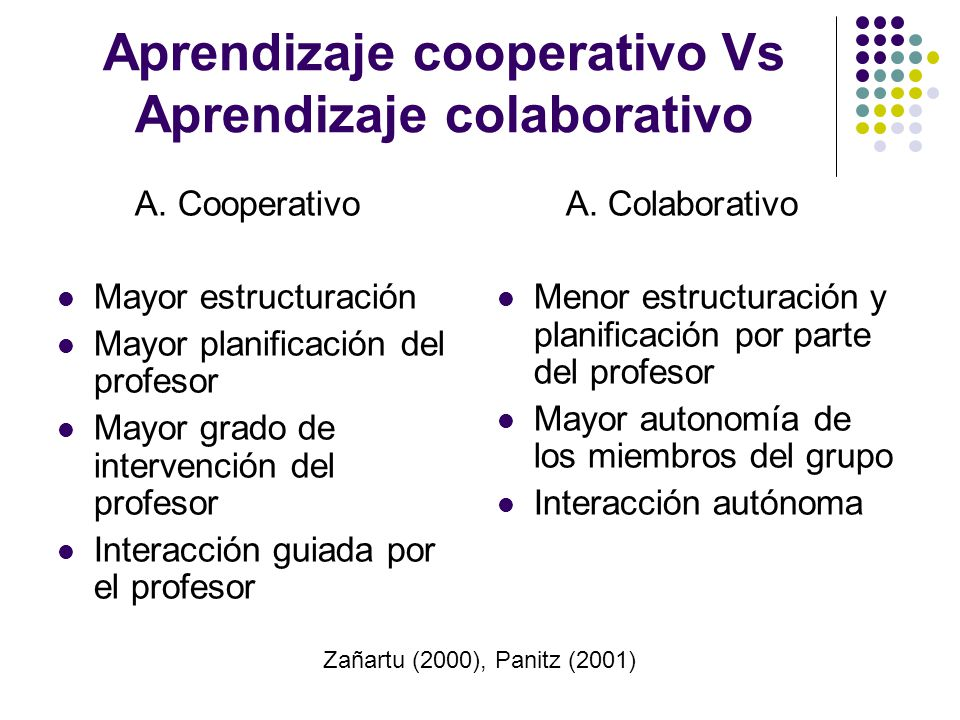 Aprendizaje cooperativo Vs
Aprendizaje colaborativo
A. Cooperativo
Mayor estructuración
Mayor planificación del
profesor
Mayor grado de
intervención del
profesor
Interacción guiada por
el profesor
A. Colaborativo
Menor estructuración y
planificación por parte
del profesor
Mayor autonomía de
los miembros del grupo
Interacción autónoma
Zañartu (2000), Panitz (2001)